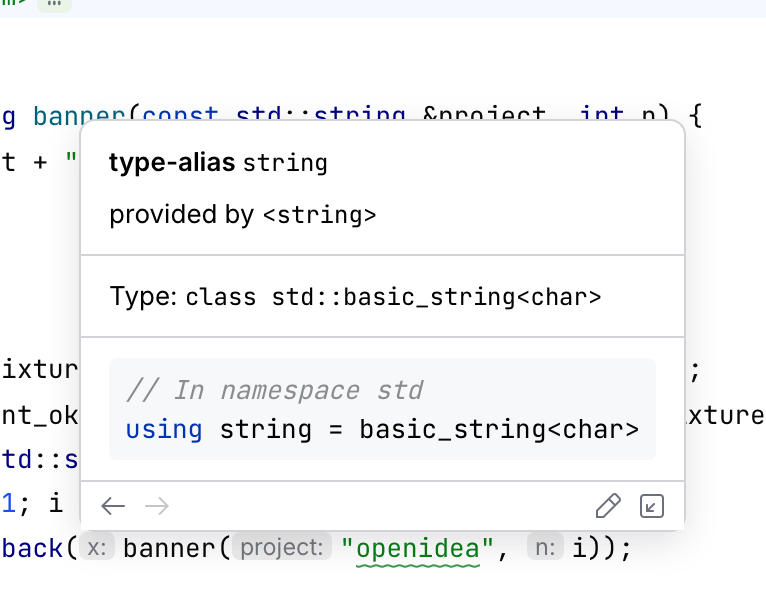 g banner(const std::string &project, int n) {
t + "
type-alias string
provided by <string>
Type: class std::basic_string<char>
ixtur ;
// In namespace std
nt_ok xture
using string = basic_string<char>
td::s
1; i
back( x: banner( project: "openidea", n: i));